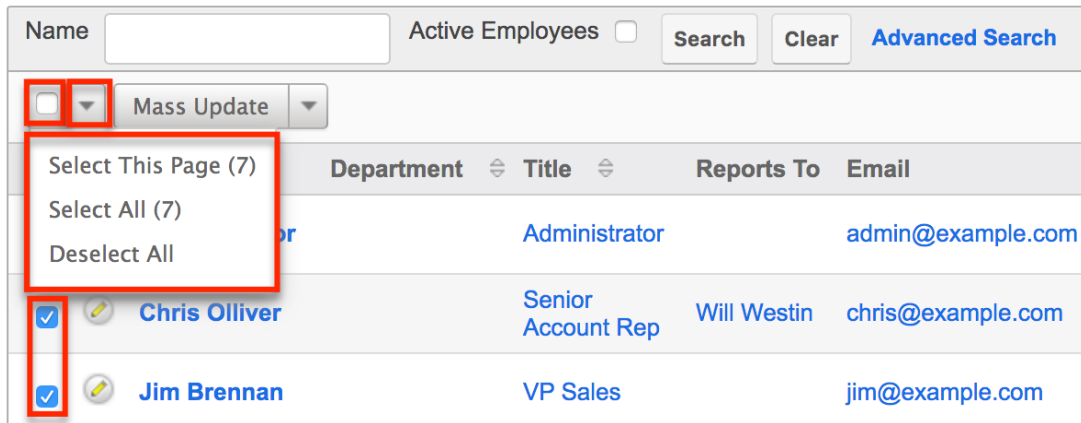 Name Active Employees Search Clear Advanced Search
Mass Update
Select This Page (7)
Select All (7)
Deselect All
Department Title Reports To Email
or Administrator admin@example.com
Chris Olliver Senior Account Rep Will Westin chris@example.com
Jim Brennan VP Sales jim@example.com